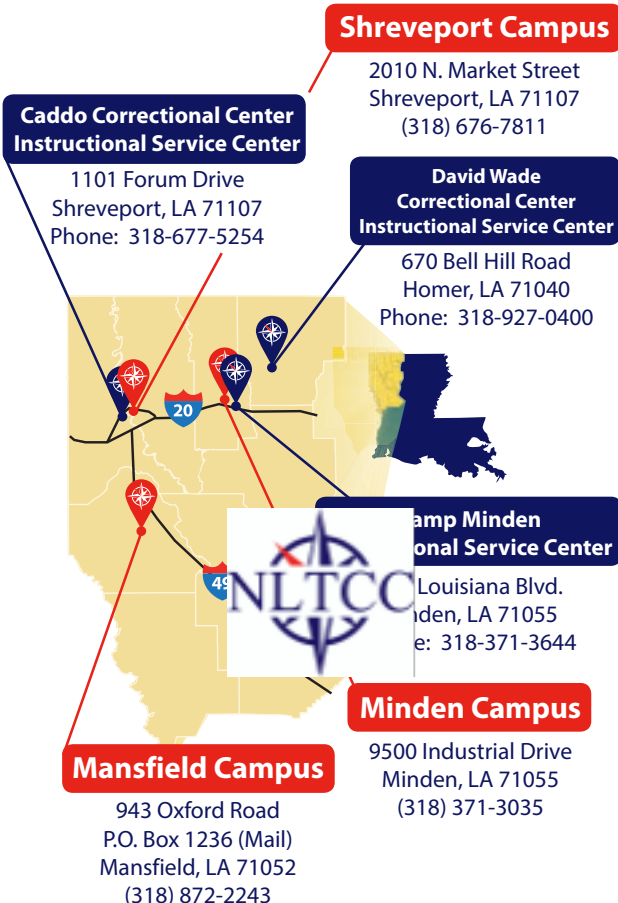 Shreveport Campus
2010 N. Market Street
Shreveport, LA 71107
(318) 676-7811
Caddo Correctional Center
Instructional Service Center
1101 Forum Drive
Shreveport, LA 71107
Phone: 318-677-5254
David Wade
Correctional Center
Instructional Service Center
670 Bell Hill Road
Homer, LA 71040
Phone: 318-927-0400
20
49
NLTCC
amp Minden
onal Service Center
Louisiana Blvd.
den, LA 71055
e: 318-371-3644
Minden Campus
9500 Industrial Drive
Minden, LA 71055
(318) 371-3035
Mansfield Campus
943 Oxford Road
P.O. Box 1236 (Mail)
Mansfield, LA 71052
(318) 872-2243